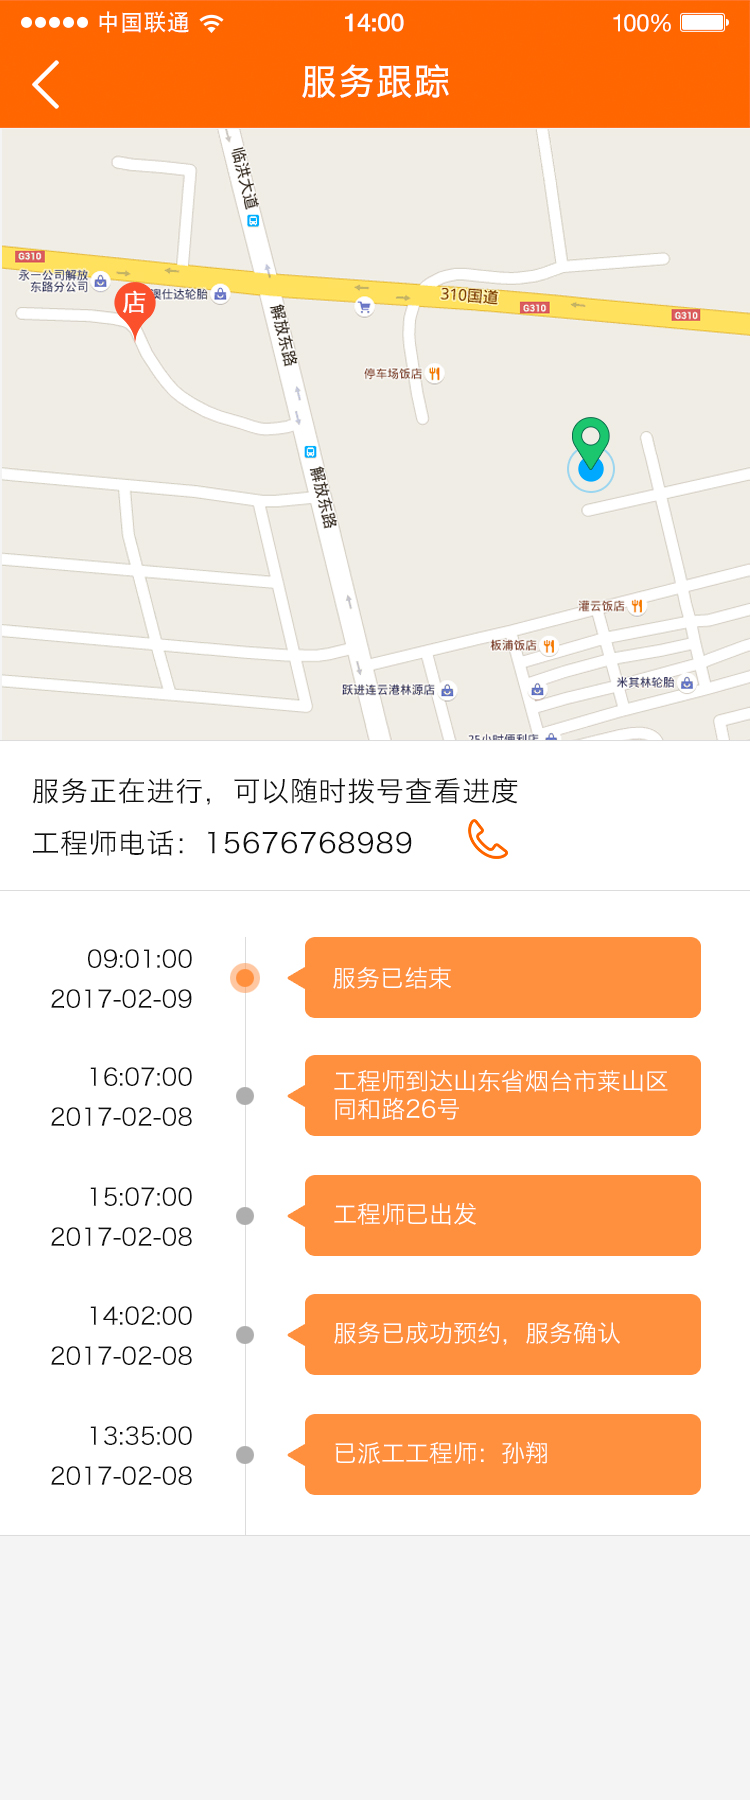 中国联通
14:00
100%
服务跟踪
临洪大道
G310
永一公司解放
东路分公司
奥仕达轮胎
店
310国道
G310
G310
解放东路
停车场饭店
解放东路
灌云饭店
板浦饭店
米其林轮胎
跃进连云港林源店
25小时便利店
服务正在进行，可以随时拨号查看进度
工程师电话：15676768989
09:01:00
2017-02-09
服务已结束
16:07:00
2017-02-08
工程师到达山东省烟台市莱山区
同和路26号
15:07:00
2017-02-08
工程师已出发
14:02:00
2017-02-08
服务已成功预约，服务确认
13:35:00
2017-02-08
已派工工程师：孙翔